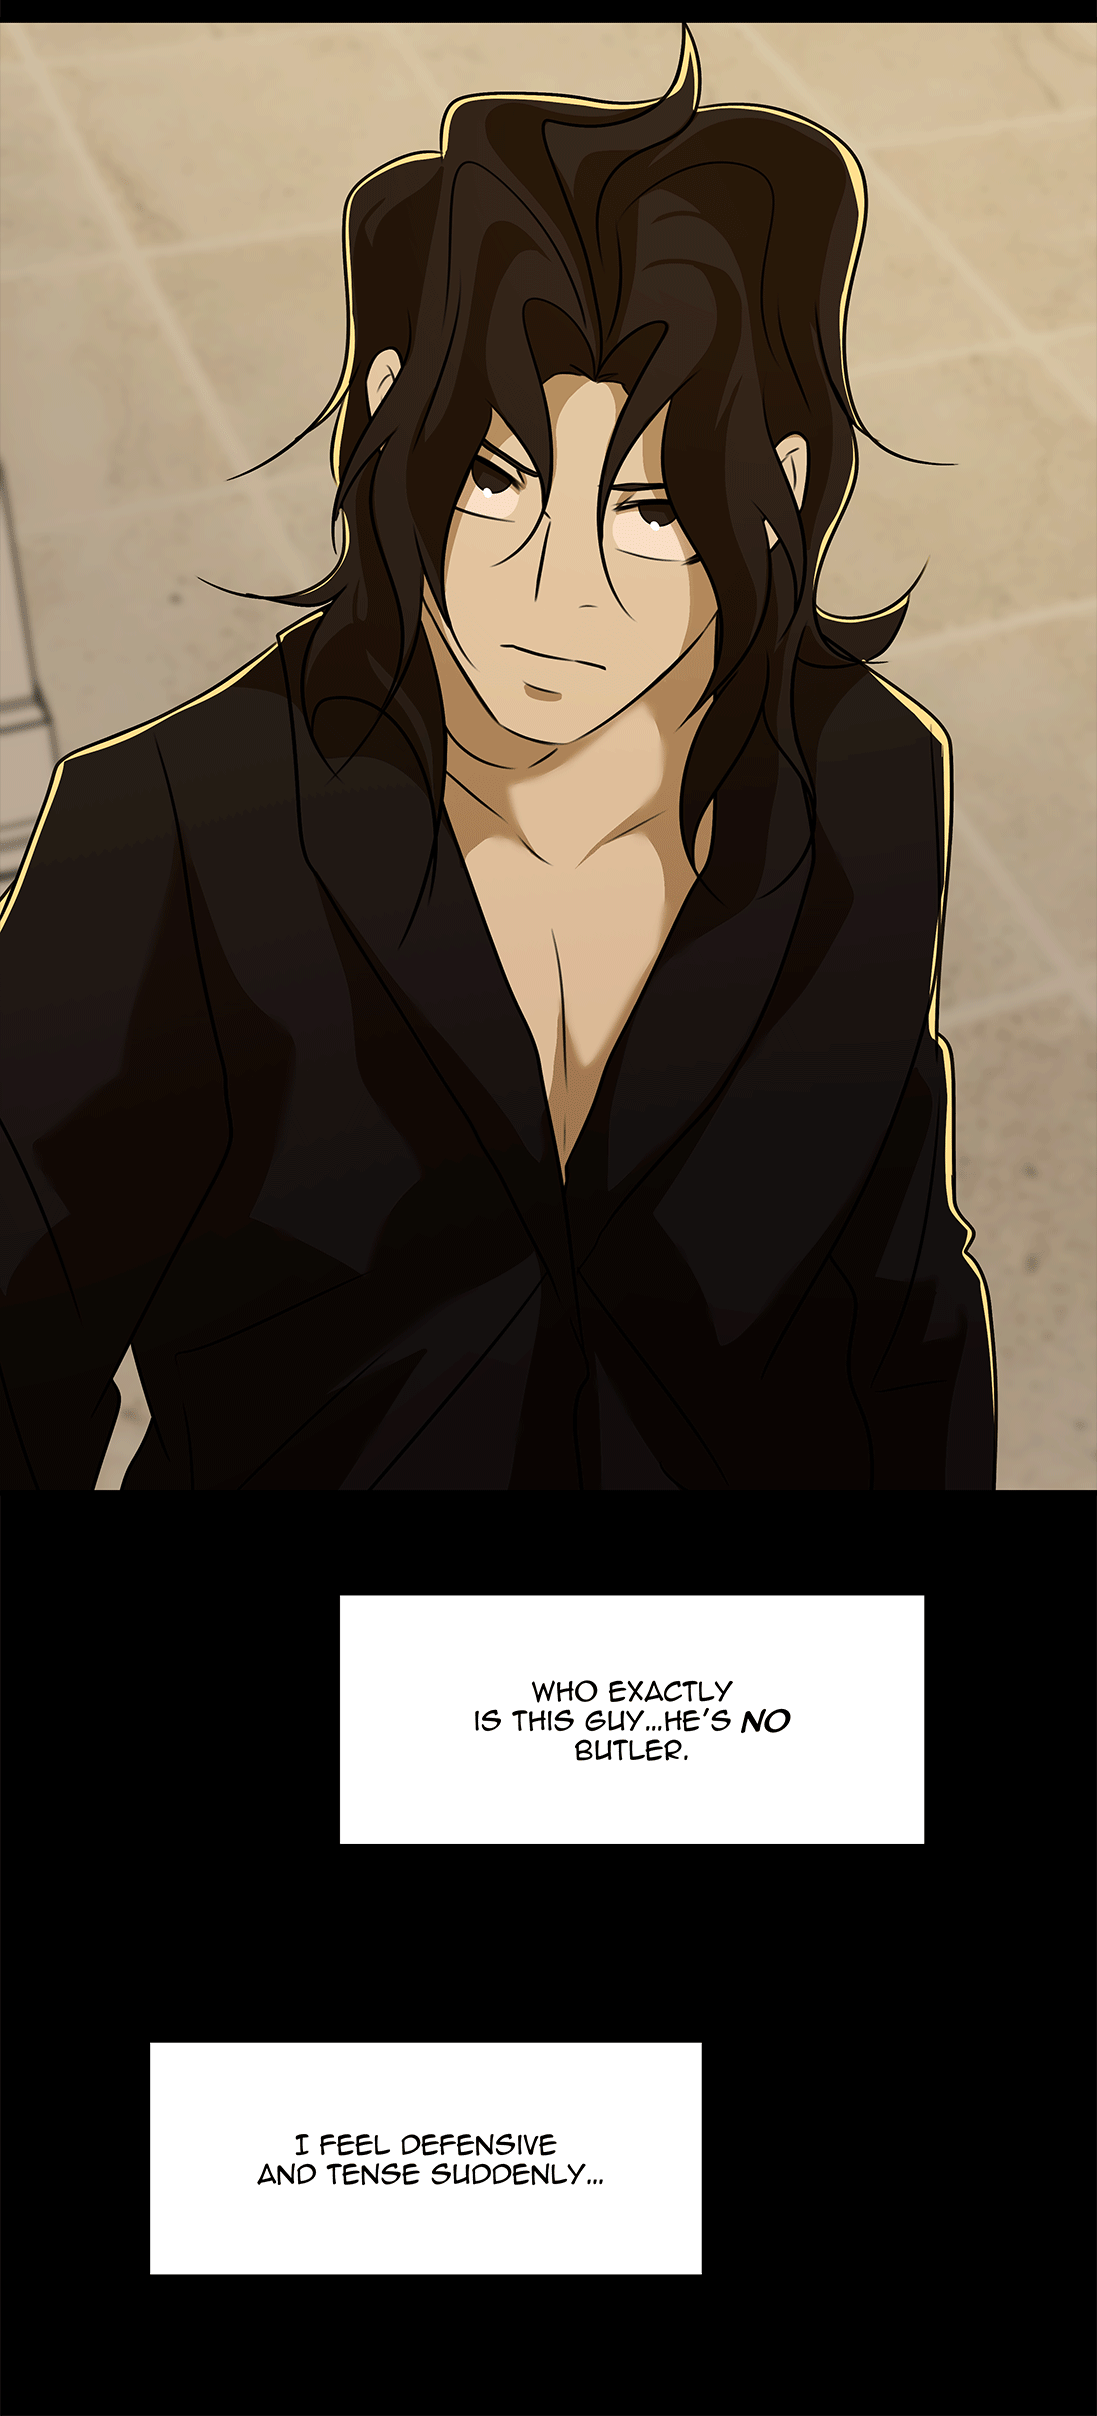 WHO EXACTLY
IS THIS GUY...HE'S NO
BUTLER.
I FEEL DEFENSIVE
AND TENSE SUDDENLY...